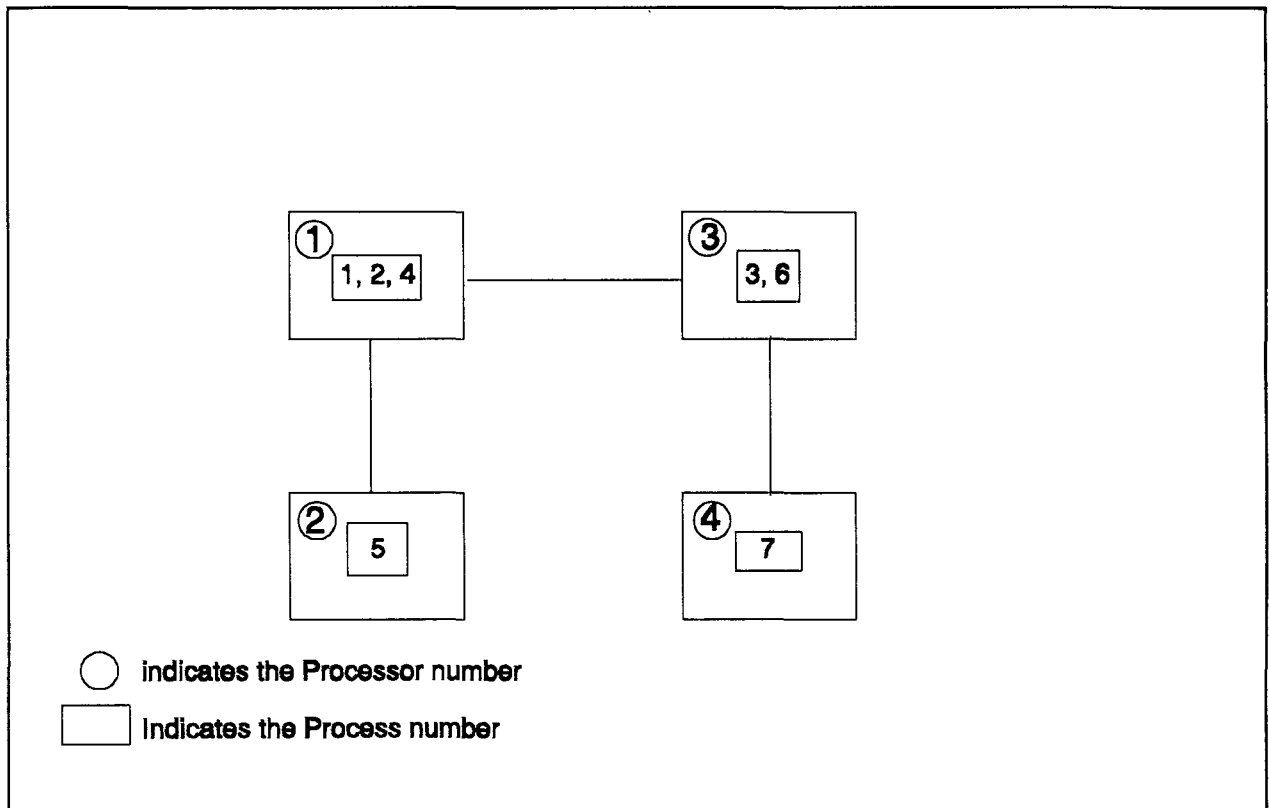 1
1, 2, 4
3
3, 6
2
5
4
7
indicates the Processor number
Indicates the Process number